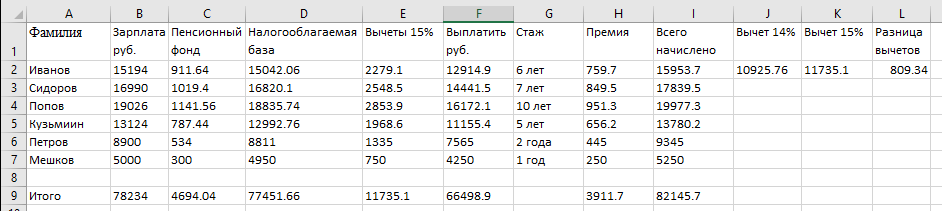 A B C D E F G H I J K L
1 Фамилия Зарплата руб. Пенсионный фонд Налогооблагаемая база Вычеты 15% Выплатить руб. Стаж Премия Всего начислено Вычет 14% Вычет 15% Разница вычетов
2 Иванов 15194 911.64 15042.06 2279.1 12914.9 6 лет 759.7 15953.7 10925.76 11735.1 809.34
3 Сидоров 16990 1019.4 16820.1 2548.5 14441.5 7 лет 849.5 17839.5
4 Попов 19026 1141.56 18835.74 2853.9 16172.1 10 лет 951.3 19977.3
5 Кузьмиин 13124 787.44 12992.76 1968.6 11155.4 5 лет 656.2 13780.2
6 Петров 8900 534 8811 1335 7565 2 года 445 9345
7 Мешков 5000 300 4950 750 4250 1 год 250 5250
8
9 Итого 78234 4694.04 77451.66 11735.1 66498.9 3911.7 82145.7